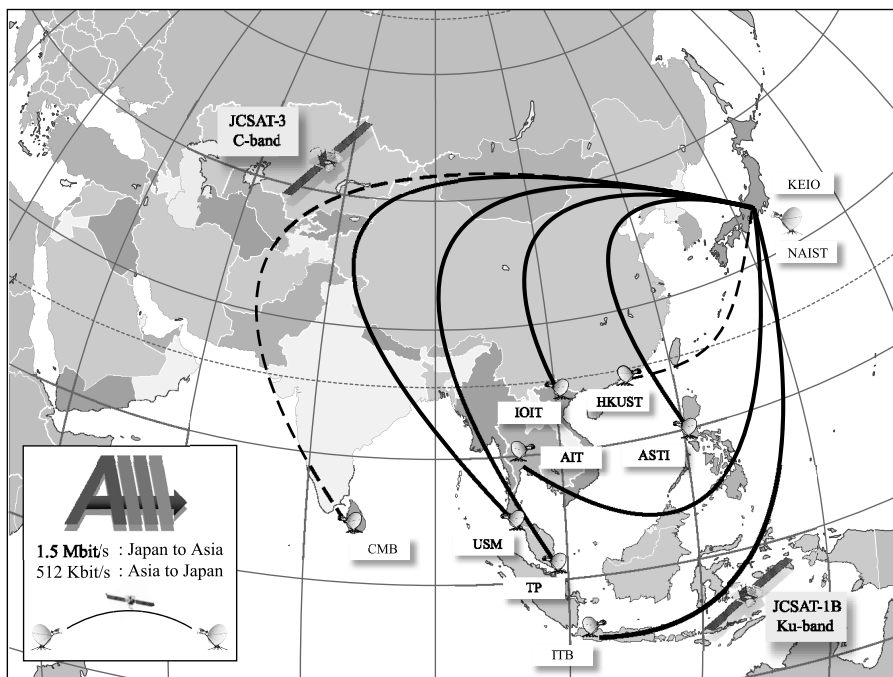 JCSAT-3
C-band
KEIO
NAIST
IOIT
HKUST
AIT
ASTI
CMB
USM
TP
ITB
JCSAT-1B
Ku-band
AIII
1.5 Mbit/s : Japan to Asia
512 Kbit/s : Asia to Japan